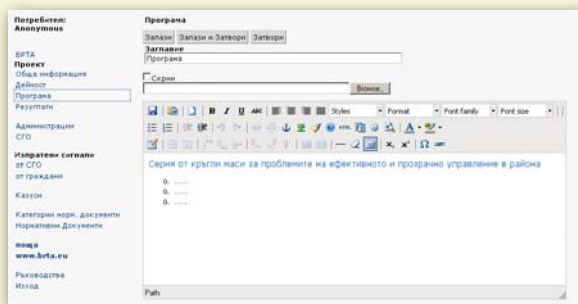 Потребител:
Anonymous
БРТА
Проект
Обща информация
Дейност
Програма
Резултати
Администрации
СГО
Изпратени сигнали
от СГО
от граждани
Казуси
Категории норм. документи
Нормативни Документи
поща
www.brta.eu
Ръководства
Изход
Програма
Запази Запази и Затвори Затвори
Заглавие
Програма
Скрий
Browse..
B I U ABC Styles Format Font family Font size
HTML A
x, x' Ω
Серия от кръгли маси за проблемите на ефективното и прозрачно управление в района
0. ....
0. ....
0. ....
Path: